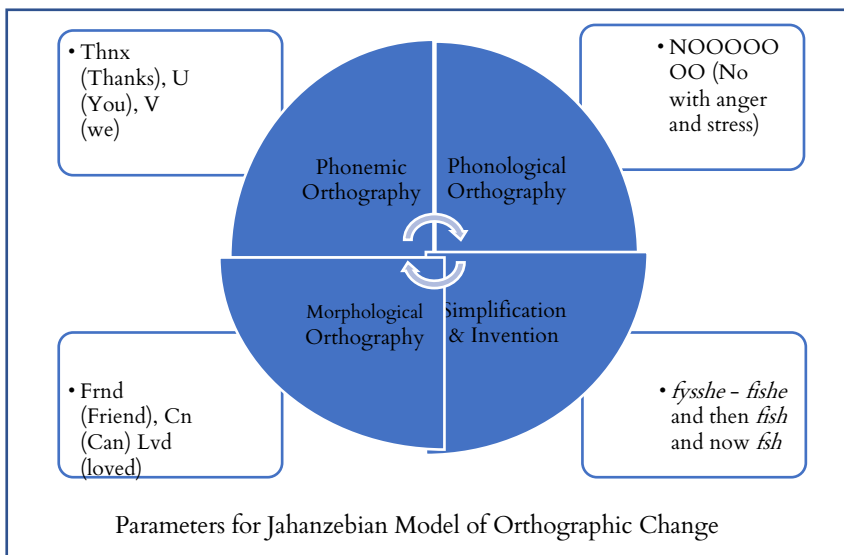 • Thnx
(Thanks), U
(You), V
(we)
• NOOOOO
OO (No
with anger
and stress)
Phonemic
Orthography
Phonological
Orthography
Morphological
Orthography
Simplification
& Invention
• Frnd
(Friend), Cn
(Can) Lvd
(loved)
• fysshe - fishe
and then fish
and now fsh
Parameters for Jahanzebian Model of Orthographic Change